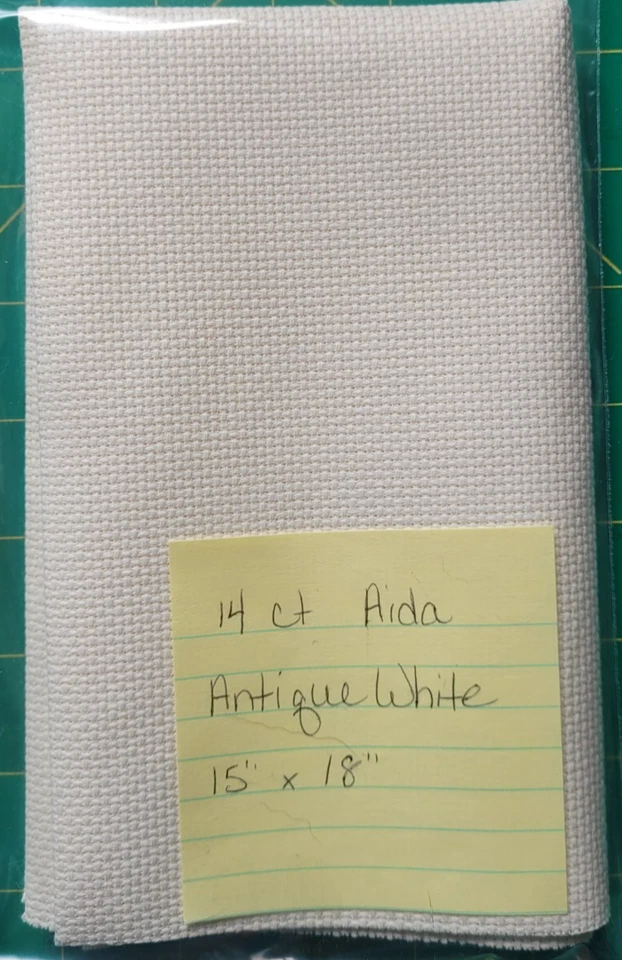 14 ct Aida
Antique White
15" x 18"